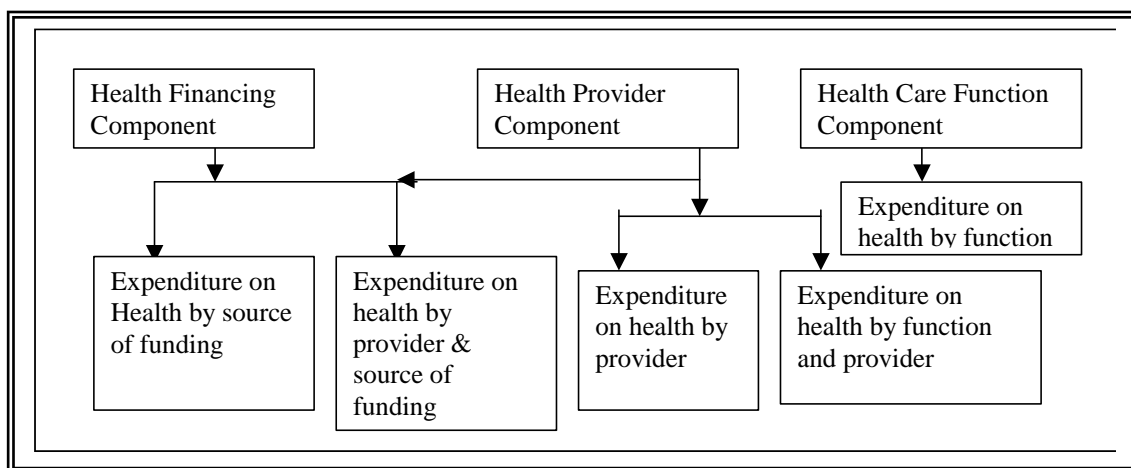 Health Financing
Component
Health Provider
Component
Health Care Function
Component
Expenditure on
health by function
Expenditure on
Health by source
of funding
Expenditure on
health by
provider &
source of
funding
Expenditure
on health by
provider
Expenditure on
health by function
and provider